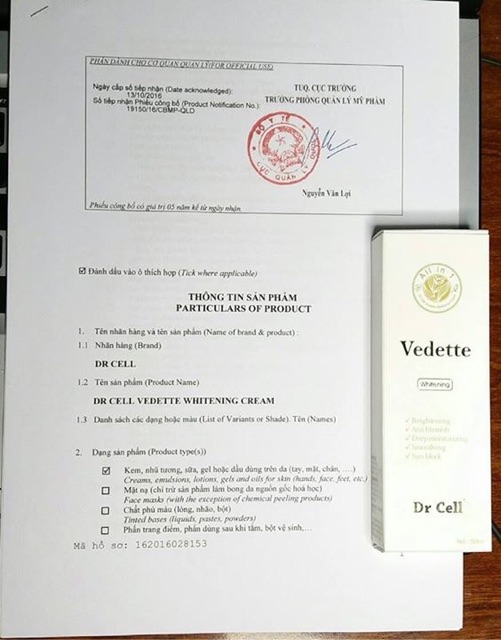 PHẦN DÀNH CHO CƠ QUAN QUẢN LÝ(FOR OFFICIAL USE)
Ngày cấp số tiếp nhận (Date acknowledged):
13/10/2016
Số tiếp nhận Phiếu công bố (Product Notification No.):
19150/16/CBMP-QLD
TUQ. CỤC TRƯỞNG
TRƯỞNG PHÒNG QUẢN LÝ MỸ PHẨM
BỘ Y TẾ
CỤC QUẢN LÝ
Nguyễn Văn Lợi
Phiếu công bố có giá trị 05 năm kể từ ngày nhận.
Đánh dấu vào ô thích hợp (Tick where applicable)
THÔNG TIN SẢN PHẨM
PARTICULARS OF PRODUCT
1. Tên nhãn hàng và tên sản phẩm (Name of brand & product) :
1.1 Nhãn hàng (Brand)
DR CELL
1.2 Tên sản phẩm (Product Name)
DR CELL VEDETTE WHITENING CREAM
1.3 Danh sách các dạng hoặc màu (List of Variants or Shade). Tên (Names)
2. Dạng sản phẩm (Product type(s))
Kem, nhũ tương, sữa, gel hoặc dầu dùng trên da (tay, mặt, chân, ....)
Creams, emulsions, lotions, gels and oils for skin (hands, face, feet, etc.)
Mặt nạ (chỉ trừ sản phẩm làm bong da nguồn gốc hoá học)
Face masks (with the exception of chemical peeling products)
Chất phủ màu (lỏng, nhão, bột)
Tinted bases (liquids, pastes, powders)
Phấn trang điểm, phấn dùng sau khi tắm, bột vệ sinh,...
Mã hồ sơ: 162016028153
All in 1
Vedette
Whitening
Brightening
Anti blemish
Deep moisturizing
Smoothing
Sun block
Dr Cell